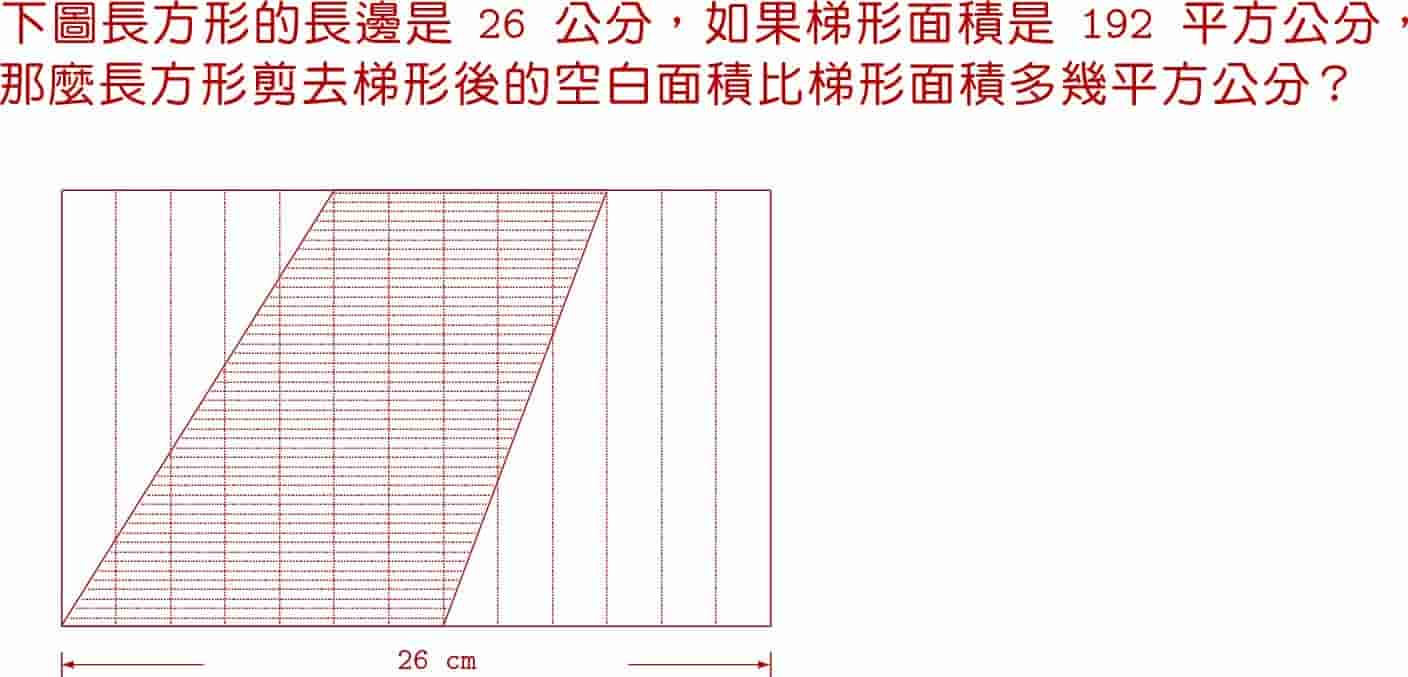 下圖長方形的長邊是 26 公分，如果梯形面積是 192 平方公分，
那麼長方形剪去梯形後的空白面積比梯形面積多幾平方公分？
26 cm